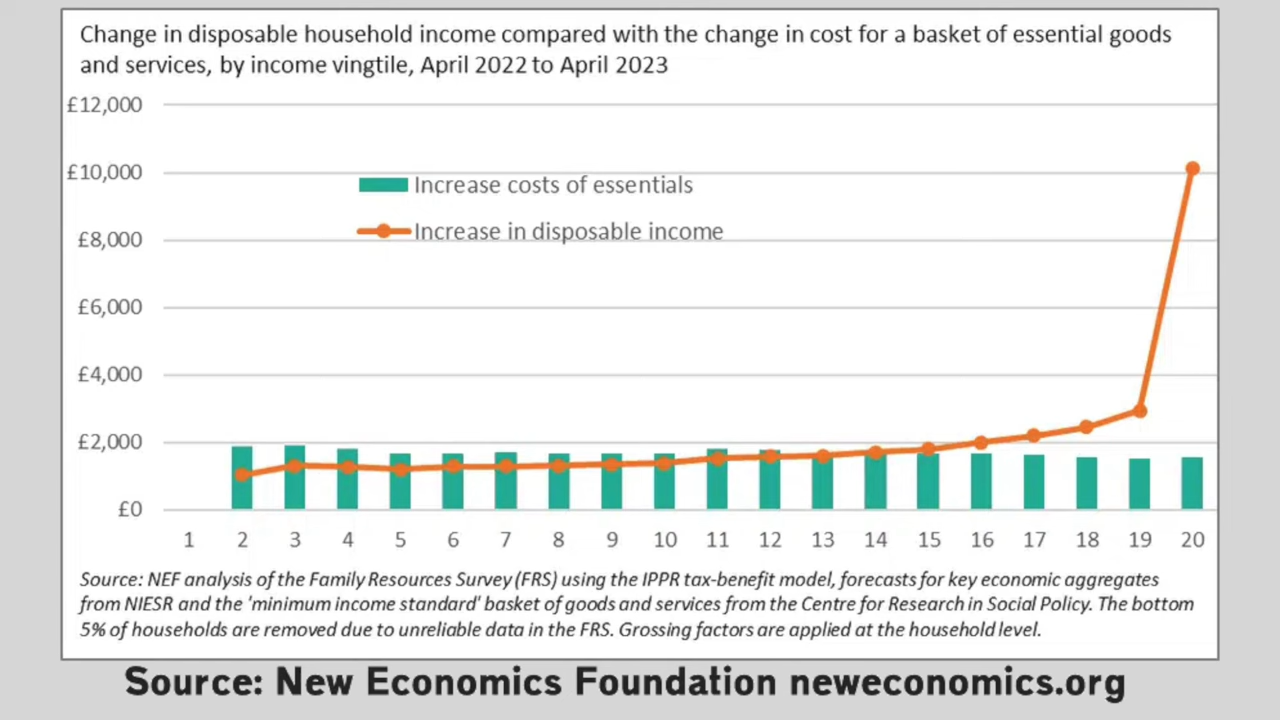 Change in disposable household income compared with the change in cost for a basket of essential goods
and services, by income vingtile, April 2022 to April 2023
£12,000
£10,000
£8,000
£6,000
£4,000
£2,000
£0
Increase costs of essentials
Increase in disposable income
1 2 3 4 5 6 7 8 9 10 11 12 13 14 15 16 17 18 19 20
Source: NEF analysis of the Family Resources Survey (FRS) using the IPPR tax-benefit model, forecasts for key economic aggregates
from NIESR and the 'minimum income standard' basket of goods and services from the Centre for Research in Social Policy. The bottom
5% of households are removed due to unreliable data in the FRS. Grossing factors are applied at the household level.
Source: New Economics Foundation neweconomics.org